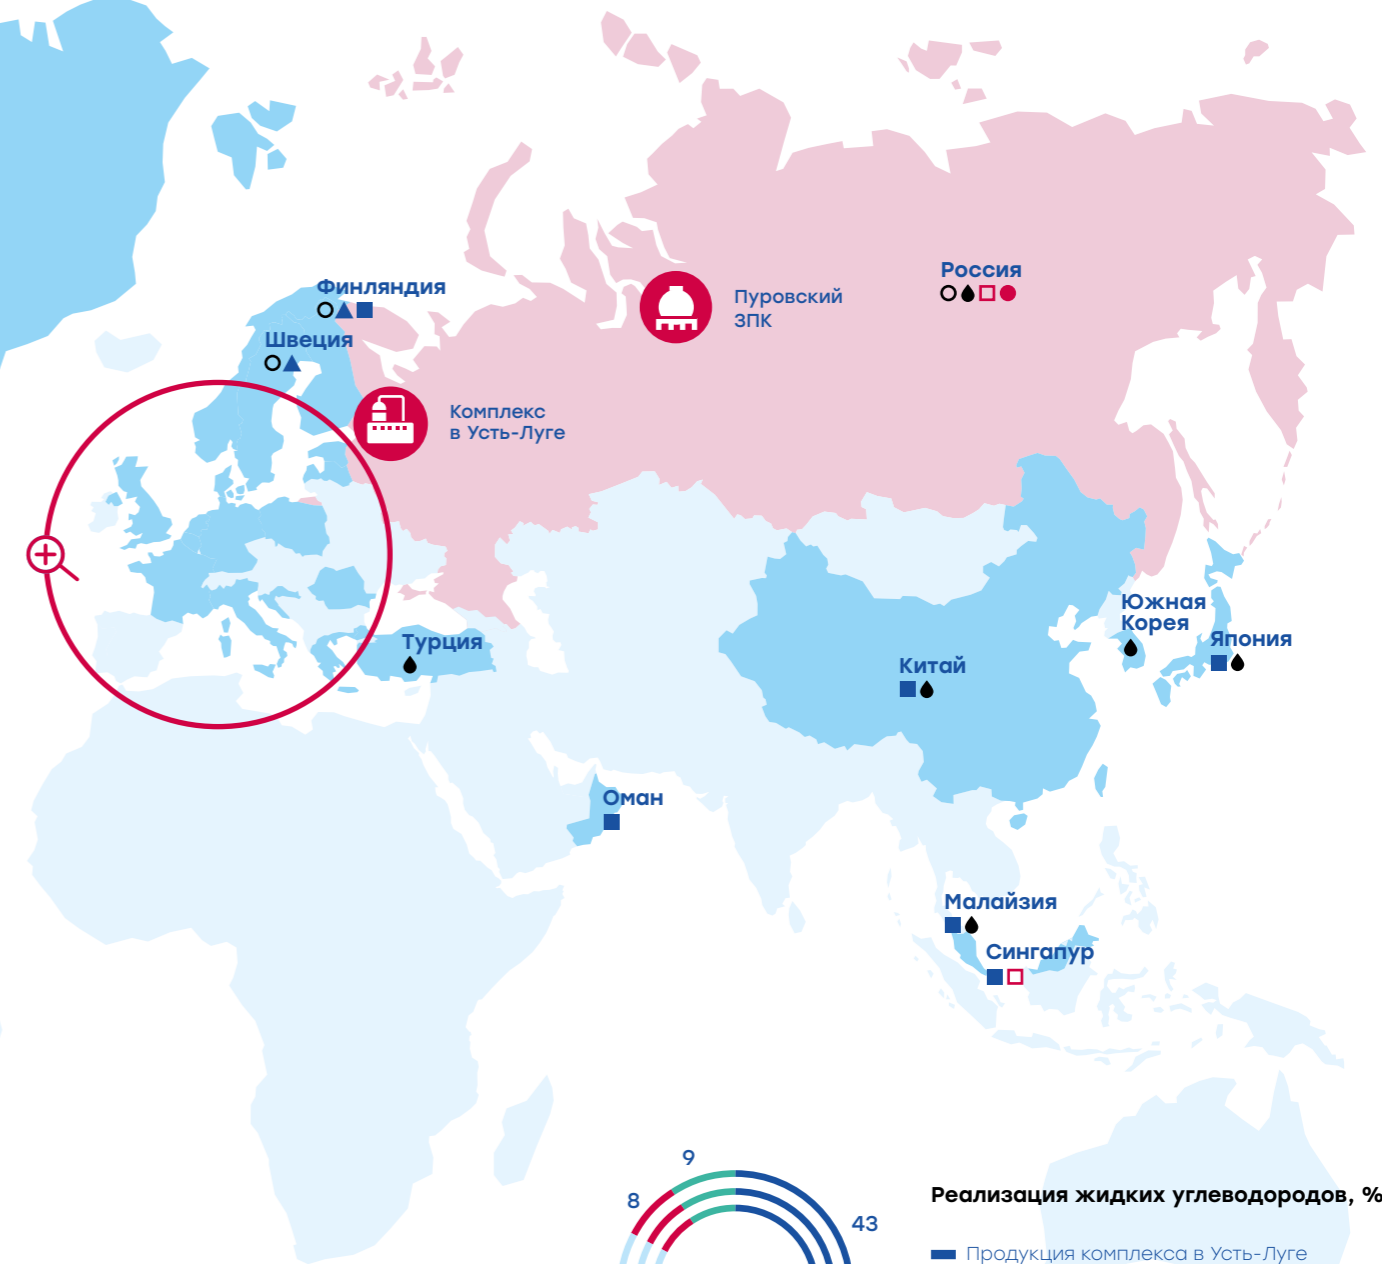 Россия
Финляндия
Пуровский
ЗПК
Швеция
Комплекс
в Усть-Луге
Южная
Корея
Япония
Турция
Китай
Оман
Малайзия
Сингапур
9
8
43
Реализация жидких углеводородов, %
Продукция комплекса в Усть-Луге